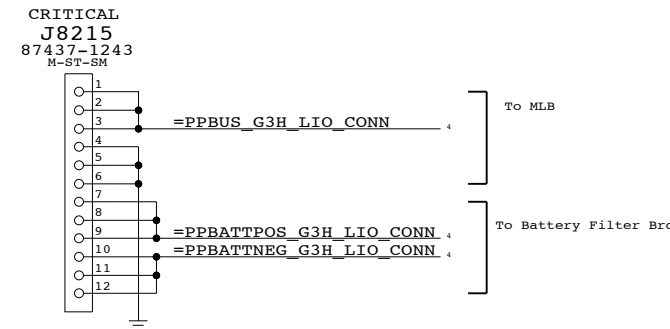 CRITICAL
J8215
87437-1243
M-ST-SM
1
2
3
=PPBUS_G3H_LIO_CONN
4
To MLB
4
5
6
7
8
9
=PPBATTPOS_G3H_LIO_CONN
4
To Battery Filter
10
=PPBATTNEG_G3H_LIO_CONN
4
11
12